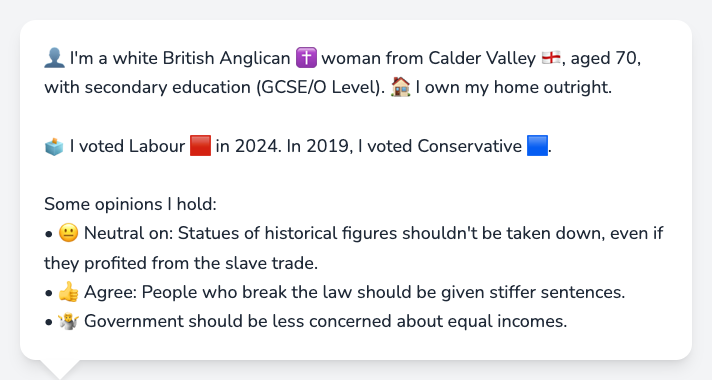 👤 I'm a white British Anglican ✝️ woman from Calder Valley 🏴󠁧󠁢󠁥󠁮󠁧󠁿, aged 70,
with secondary education (GCSE/O Level). 🏠 I own my home outright.
🗳️ I voted Labour 🟥 in 2024. In 2019, I voted Conservative 🟦.
Some opinions I hold:
• 😐 Neutral on: Statues of historical figures shouldn't be taken down, even if
they profited from the slave trade.
• 👍 Agree: People who break the law should be given stiffer sentences.
• 🤷 Government should be less concerned about equal incomes.